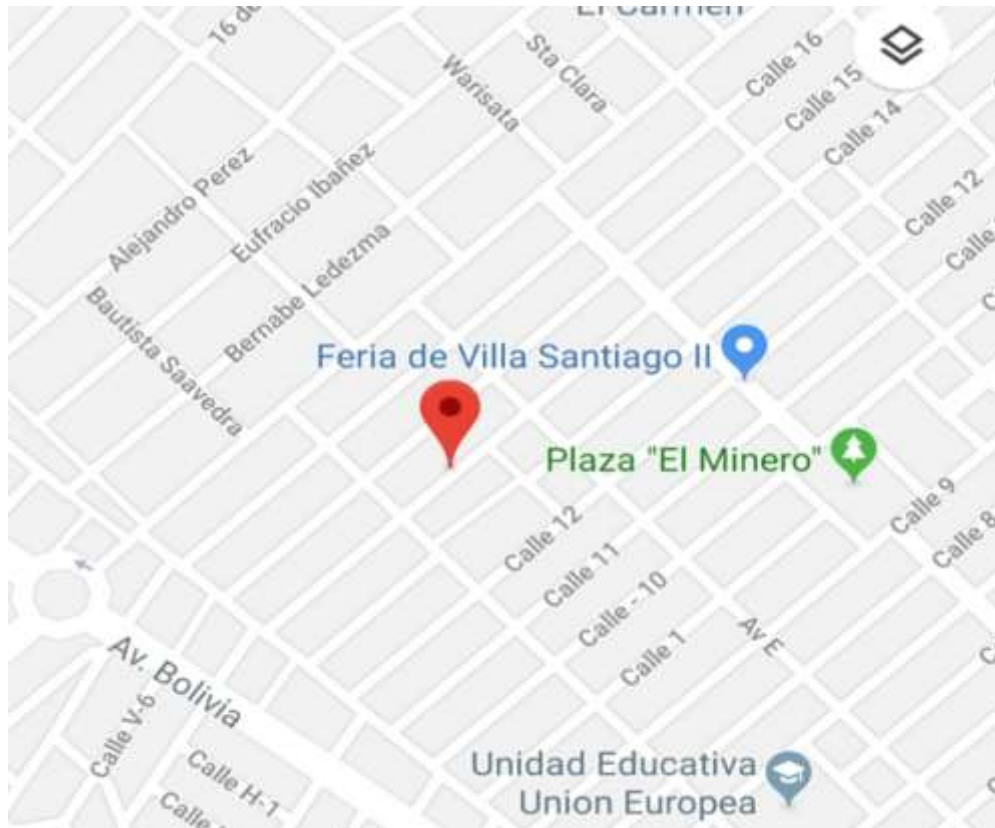 El Carmen
16 de
Warisata
Sta Clara
Calle 16
Calle 15
Calle 14
Calle 12
Calle
Alejandro Perez
Eufracio Ibañez
Bernabe Ledezma
Bautista Saavedra
Feria de Villa Santiago II
Plaza "El Minero"
Calle 9
Calle 8
Calle 12
Calle 11
Calle - 10
Calle 1
Av E
Av. Bolivia
Calle V-6
Calle H-1
Calle
Unidad Educativa
Union Europea